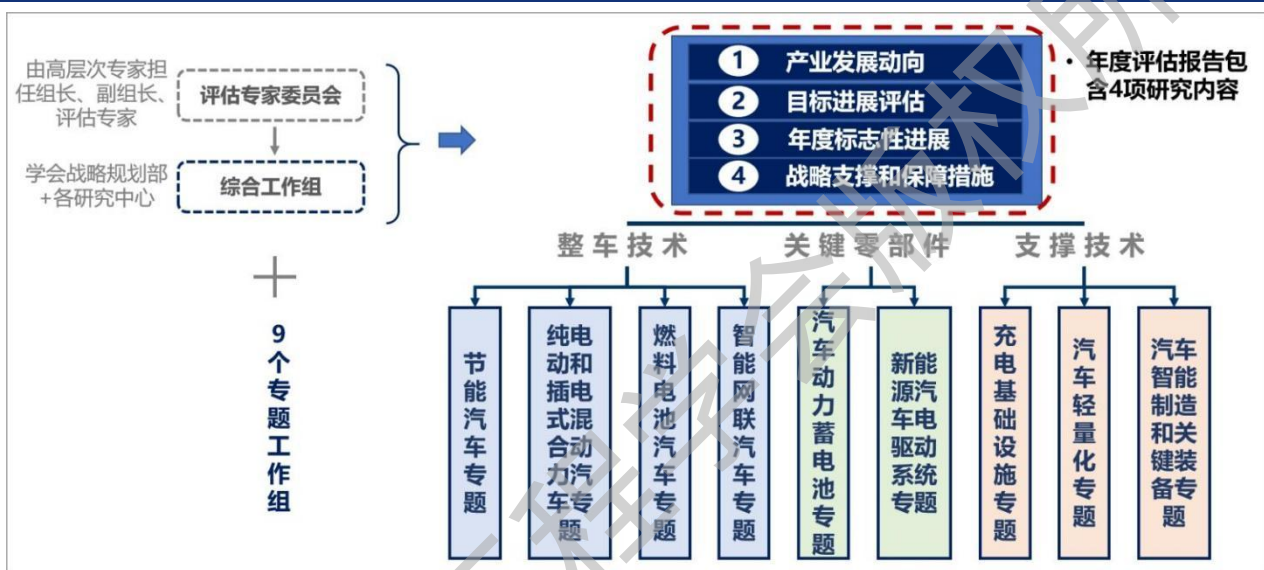 由高层次专家担
任组长、副组长、
评估专家
评估专家委员会
学会战略规划部
+各研究中心
综合工作组
9个专题工作组
1 产业发展动向
2 目标进展评估
3 年度标志性进展
4 战略支撑和保障措施
• 年度评估报告包
含4项研究内容
整车技术
关键零部件
支撑技术
节能汽车专题
纯电动和插电式混合动力汽车专题
燃料电池汽车专题
智能网联汽车专题
汽车动力蓄电池专题
新能源汽车电驱动系统专题
充电基础设施专题
汽车轻量化专题
汽车智能制造和关键装备专题
程学会版权所